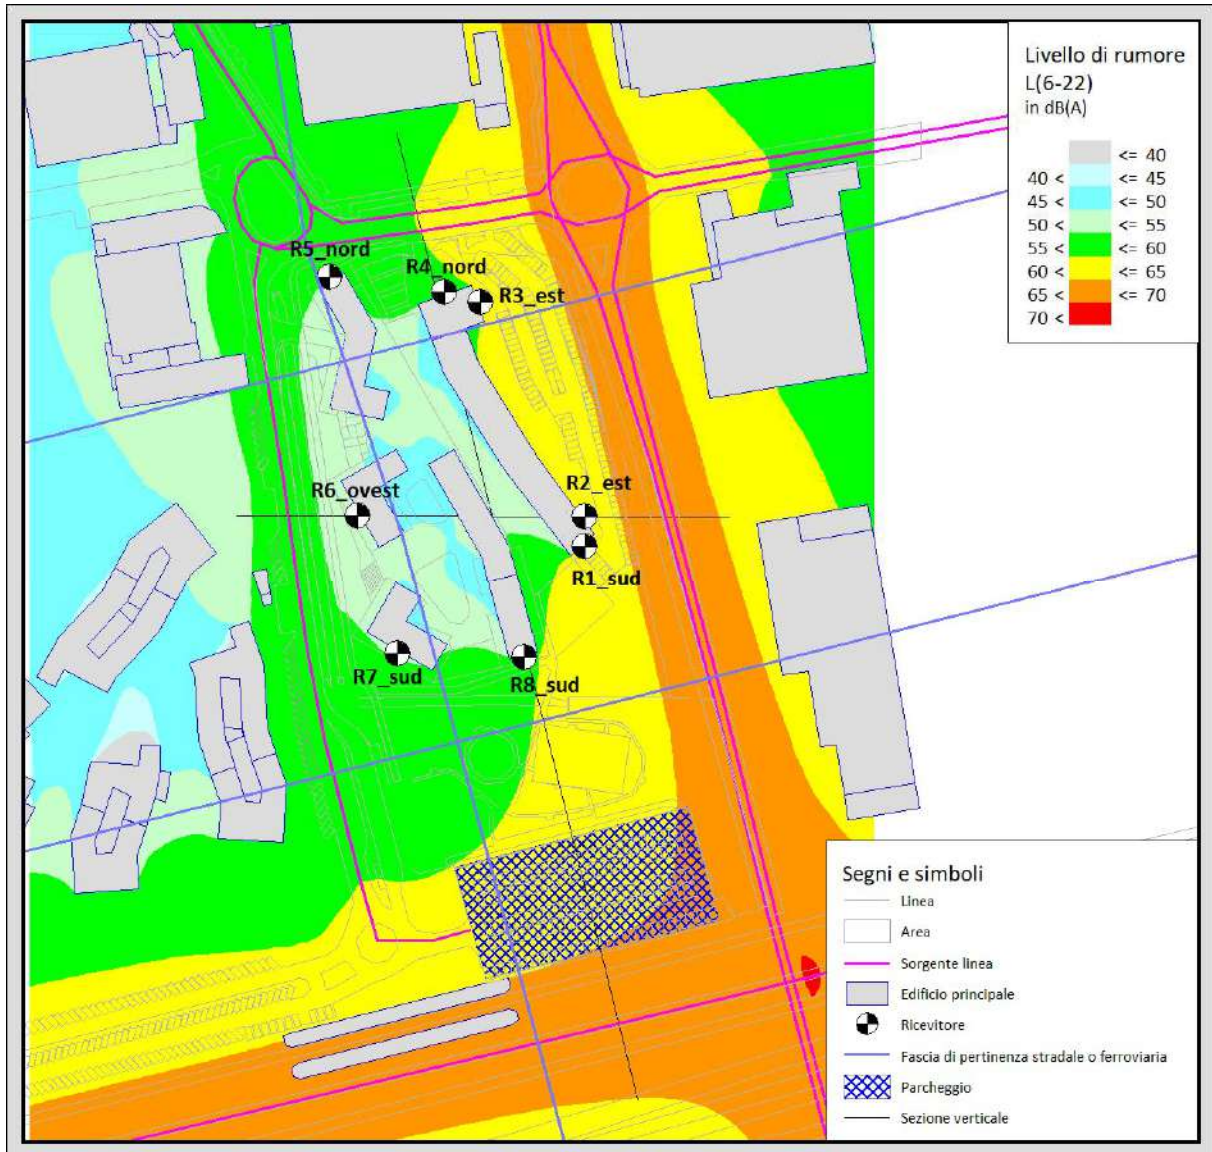 Livello di rumore
L(6-22)
in dB(A)
<= 40
40 < <= 45
45 < <= 50
50 < <= 55
55 < <= 60
60 < <= 65
65 < <= 70
70 <
R5_nord
R4_nord
R3_est
R6_ovest
R2_est
R1_sud
R7_sud
R8_sud
Segni e simboli
Linea
Area
Sorgente linea
Edificio principale
Ricevitore
Fascia di pertinenza stradale o ferroviaria
Parcheggio
Sezione verticale